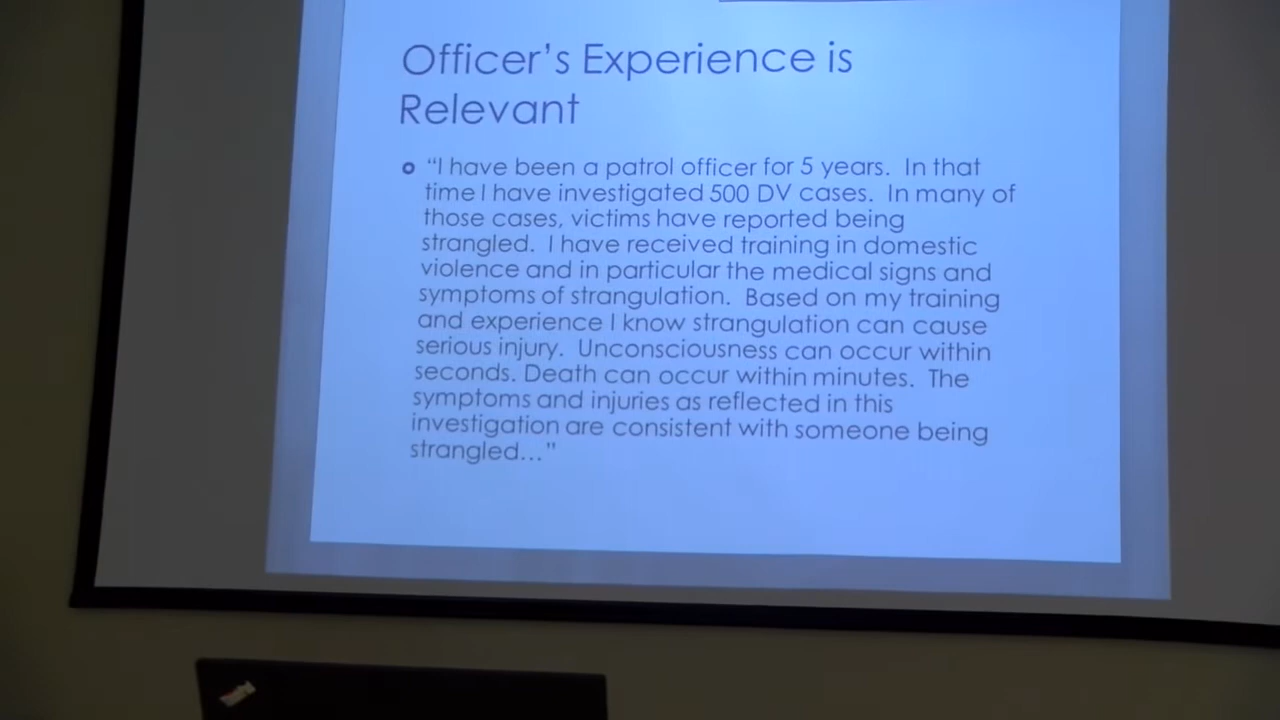 Officer's Experience is
Relevant
“I have been a patrol officer for 5 years.  In that
time I have investigated 500 DV cases.  In many of
those cases, victims have reported being
strangled.  I have received training in domestic
violence and in particular the medical signs and
symptoms of strangulation.  Based on my training
and experience I know strangulation can cause
serious injury.  Unconsciousness can occur within
seconds. Death can occur within minutes.  The
symptoms and injuries as reflected in this
investigation are consistent with someone being
strangled…”